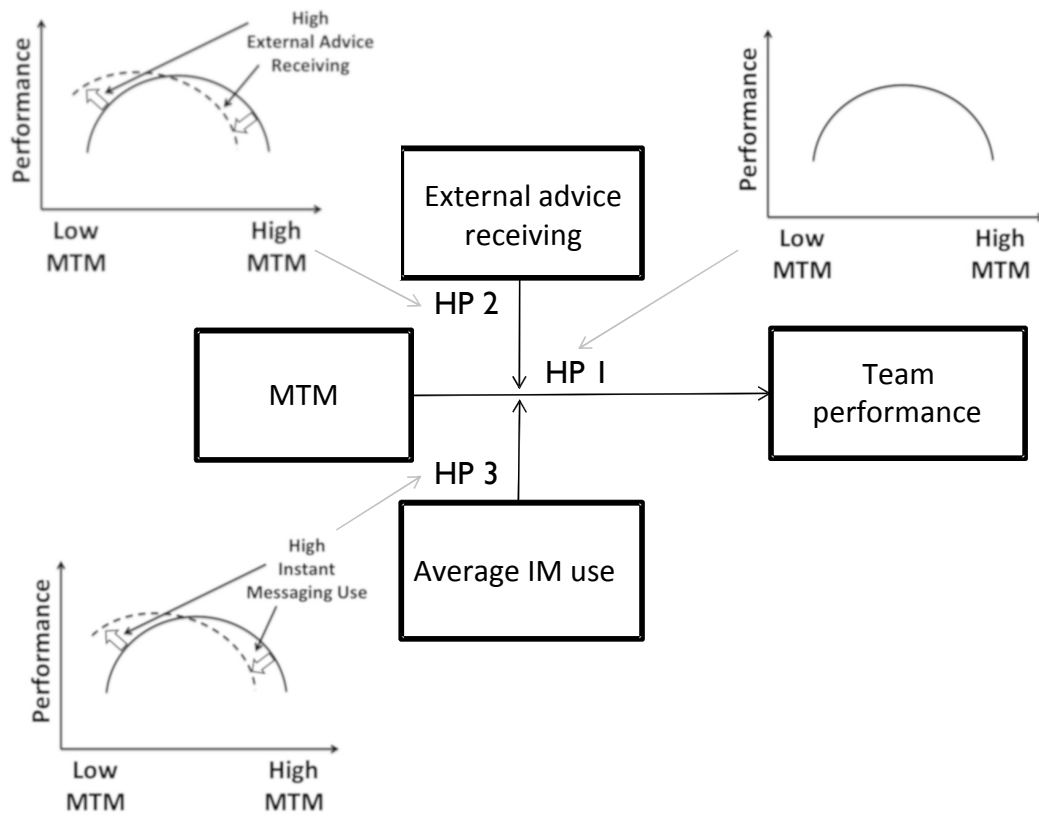 High
External Advice
Receiving
Performance
Low
MTM
High
MTM
Performance
Low
MTM
High
MTM
External advice
receiving
HP 2
HP 1
MTM
Team
performance
HP 3
Average IM use
High
Instant
Messaging Use
Performance
Low
MTM
High
MTM